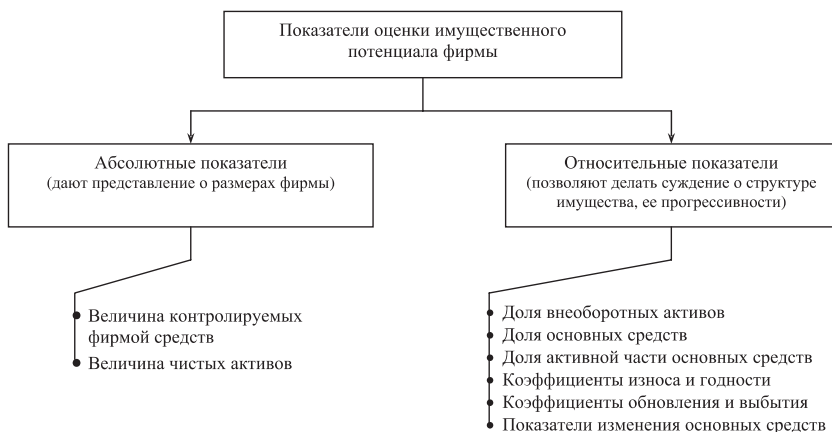 Показатели оценки имущественного
потенциала фирмы
Абсолютные показатели
(дают представление о размерах фирмы)
Относительные показатели
(позволяют делать суждение о структуре
имущества, ее прогрессивности)
Величина контролируемых
фирмой средств
Величина чистых активов
Доля внеоборотных активов
Доля основных средств
Доля активной части основных средств
Коэффициенты износа и годности
Коэффициенты обновления и выбытия
Показатели изменения основных средств